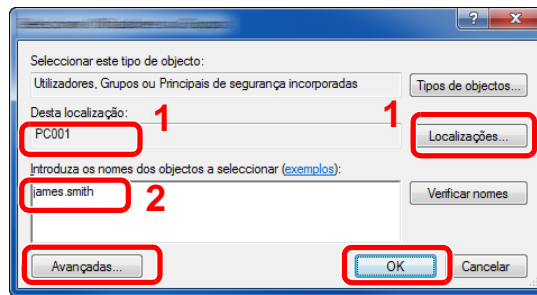 Seleccionar este tipo de objecto:
Utilizadores, Grupos ou Principais de segurança incorporadas
Tipos de objectos...
Desta localização:
1
1
PC001
Localizações...
Introduza os nomes dos objectos a seleccionar (exemplos):
james.smith
2
Verificar nomes
Avançadas...
OK
Cancelar